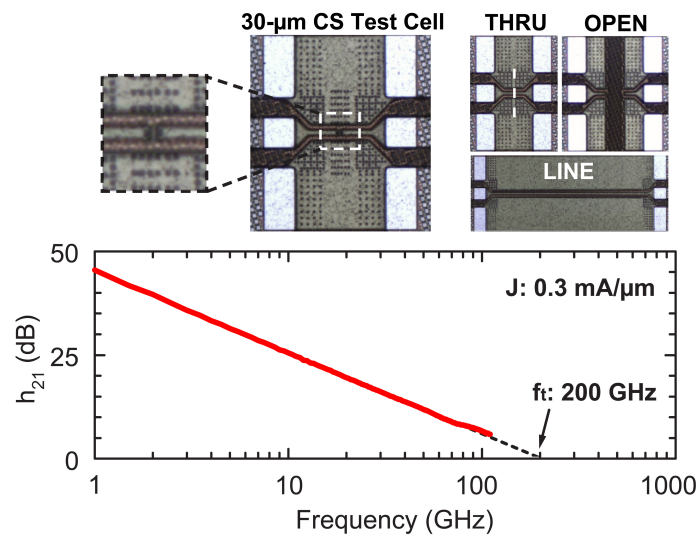 30-µm CS Test Cell
THRU OPEN
LINE
50
25
0
h21 (dB)
J: 0.3 mA/µm
ft: 200 GHz
1 10 100 1000
Frequency (GHz)